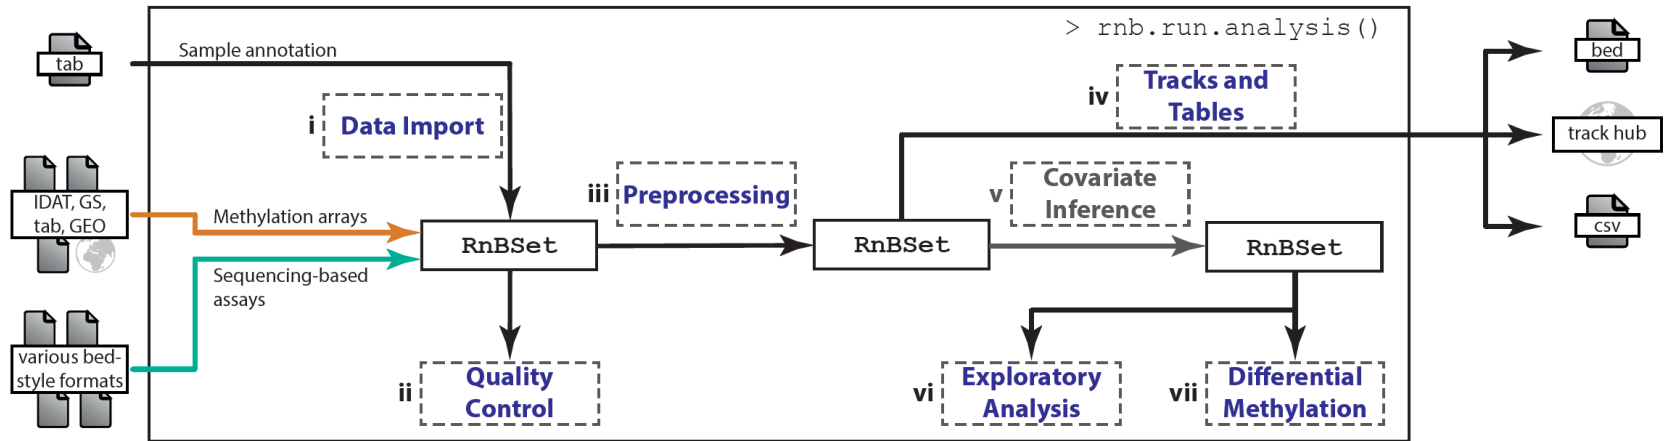 > rnb.run.analysis()
tab
Sample annotation
i
Data Import
iv
Tracks and
Tables
bed
track hub
csv
IDAT, GS,
tab, GEO
Methylation arrays
Sequencing-based
assays
various bed-
style formats
RnBSet
iii
Preprocessing
RnBSet
v
Covariate
Inference
RnBSet
ii
Quality
Control
vi
Exploratory
Analysis
vii
Differential
Methylation